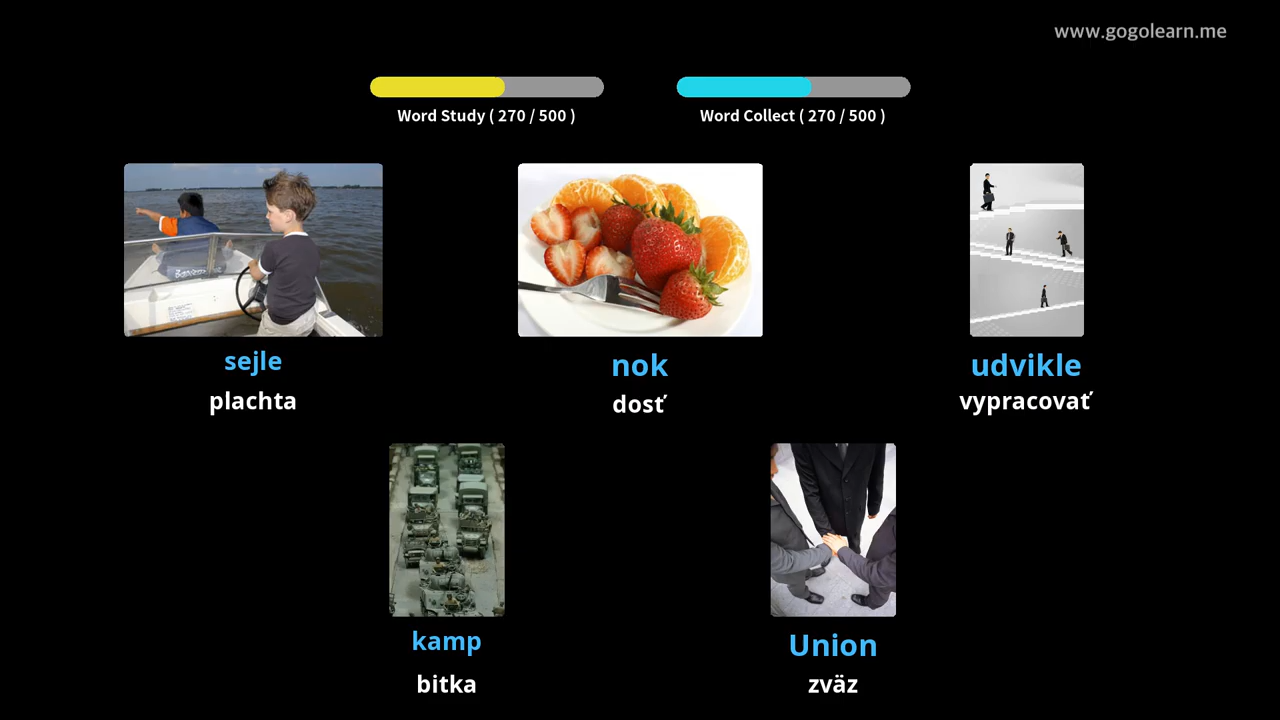 www.gogolearn.me
Word Study ( 270 / 500 )
Word Collect ( 270 / 500 )
sejle
plachta
nok
dosť
udvikle
vypracovať
kamp
bitka
Union
zväz